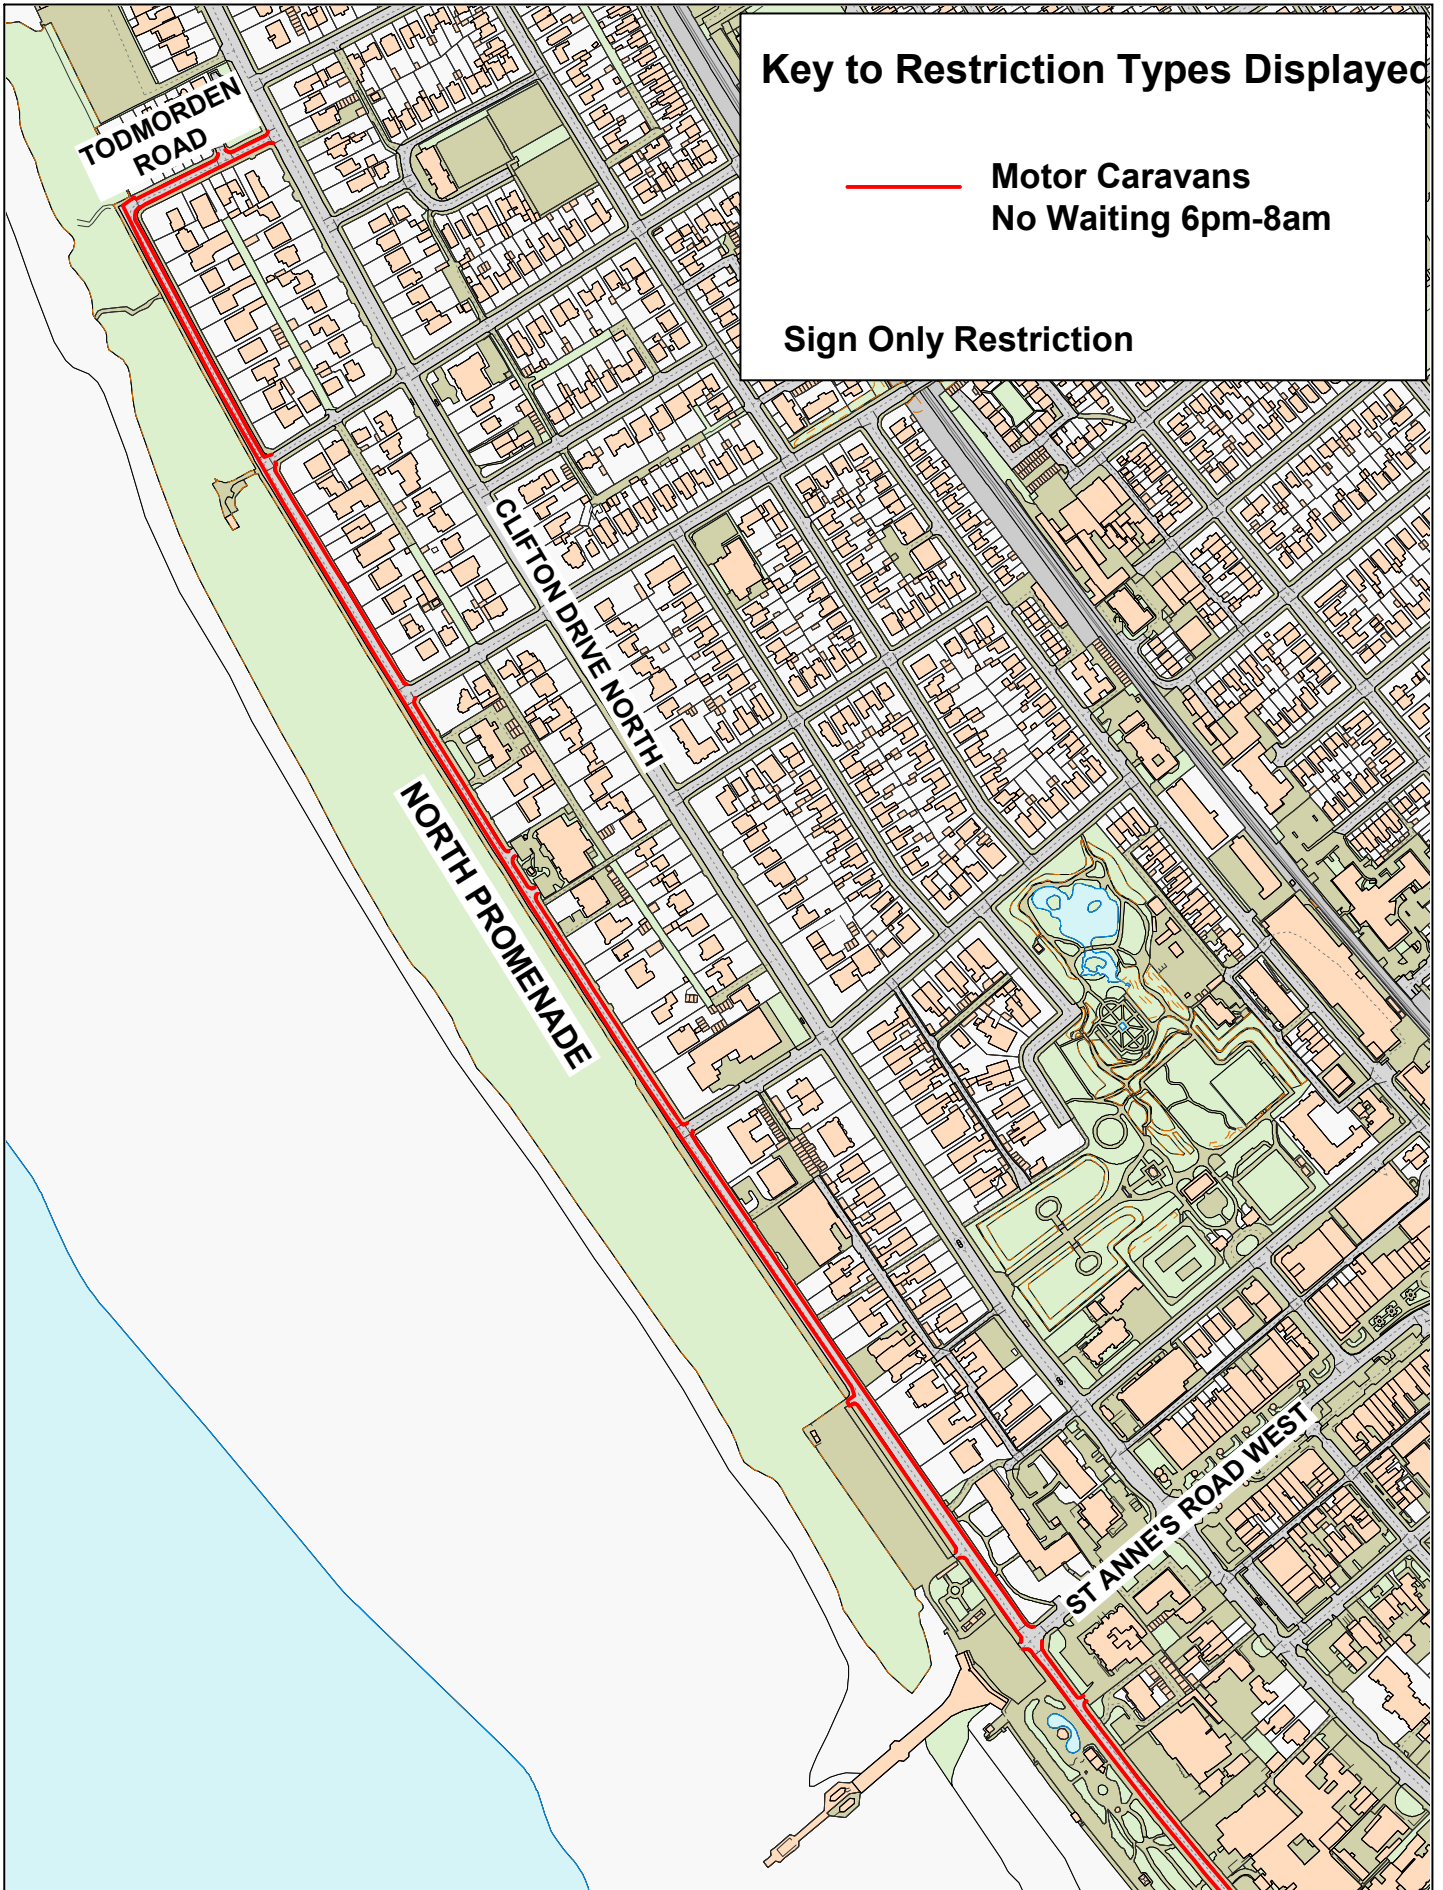 Key to Restriction Types Displayed
Motor Caravans
No Waiting 6pm-8am
Sign Only Restriction
TODMORDEN
ROAD
CLIFTON DRIVE NORTH
NORTH PROMENADE
ST ANNE'S ROAD WEST